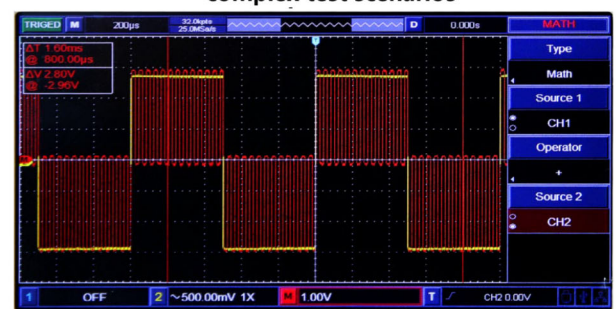 TRIGED M 200μs 32.0kpts D 0.000s MATH
25.0MSa/s
ΔT 1.60ms
@ 800.00μs
ΔV 2.80V
@ -2.96V
Type
Math
Source 1
CH1
Operator
+
Source 2
CH2
1 OFF 2 ~500.00mV 1X M 1.00V T CH2 0.00V